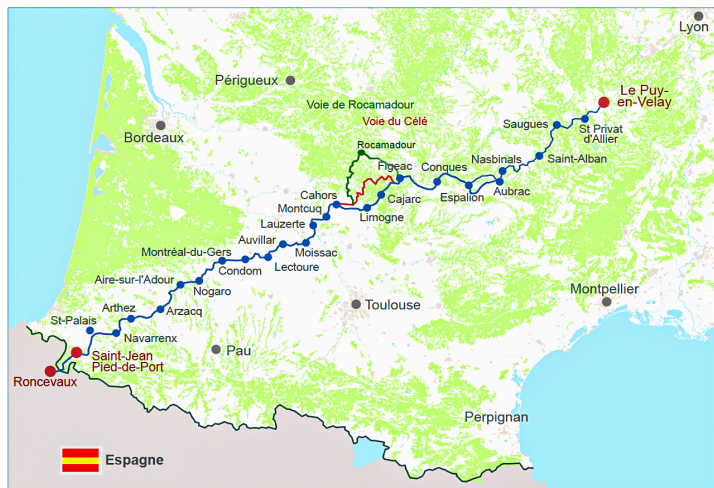 Lyon
Périgueux
Le Puy-
en-Velay
Voie de Rocamadour
Voie du Célé
Bordeaux
Saugues
St Privat
d'Allier
Rocamadour
Figeac
Conques
Nasbinals
Saint-Alban
Cahors
Cajarc
Espalion
Aubrac
Montcuq
Limogne
Lauzerte
Auvillar
Moissac
Montréal-du-Gers
Condom
Lectoure
Aire-sur-l'Adour
Nogaro
Montpellier
Arthez
Toulouse
St-Palais
Arzacq
Navarrenx
Saint-Jean
Pied-de-Port
Pau
Roncevaux
Perpignan
Espagne